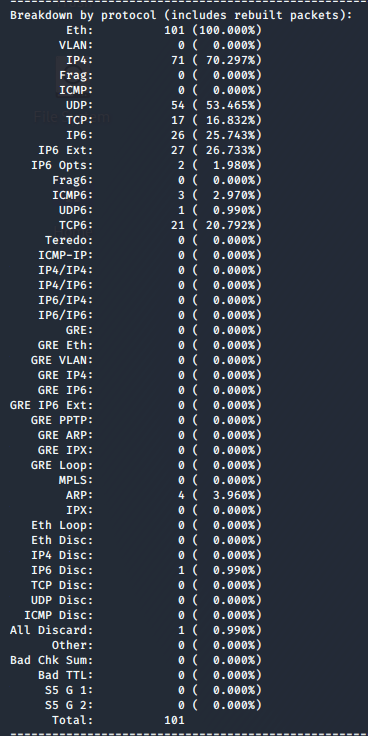 Breakdown by protocol (includes rebuilt packets):
Eth: 101 (100.000%)
VLAN: 0 ( 0.000%)
IP4: 71 ( 70.297%)
Frag: 0 ( 0.000%)
ICMP: 0 ( 0.000%)
UDP: 54 ( 53.465%)
TCP: 17 ( 16.832%)
IP6: 26 ( 25.743%)
IP6 Ext: 27 ( 26.733%)
IP6 Opts: 2 ( 1.980%)
Frag6: 0 ( 0.000%)
ICMP6: 3 ( 2.970%)
UDP6: 1 ( 0.990%)
TCP6: 21 ( 20.792%)
Teredo: 0 ( 0.000%)
ICMP-IP: 0 ( 0.000%)
IP4/IP4: 0 ( 0.000%)
IP4/IP6: 0 ( 0.000%)
IP6/IP4: 0 ( 0.000%)
IP6/IP6: 0 ( 0.000%)
GRE: 0 ( 0.000%)
GRE Eth: 0 ( 0.000%)
GRE VLAN: 0 ( 0.000%)
GRE IP4: 0 ( 0.000%)
GRE IP6: 0 ( 0.000%)
GRE IP6 Ext: 0 ( 0.000%)
GRE PPTP: 0 ( 0.000%)
GRE ARP: 0 ( 0.000%)
GRE IPX: 0 ( 0.000%)
GRE Loop: 0 ( 0.000%)
MPLS: 0 ( 0.000%)
ARP: 4 ( 3.960%)
IPX: 0 ( 0.000%)
Eth Loop: 0 ( 0.000%)
Eth Disc: 0 ( 0.000%)
IP4 Disc: 0 ( 0.000%)
IP6 Disc: 1 ( 0.990%)
TCP Disc: 0 ( 0.000%)
UDP Disc: 0 ( 0.000%)
ICMP Disc: 0 ( 0.000%)
All Discard: 1 ( 0.990%)
Other: 0 ( 0.000%)
Bad Chk Sum: 0 ( 0.000%)
Bad TTL: 0 ( 0.000%)
S5 G 1: 0 ( 0.000%)
S5 G 2: 0 ( 0.000%)
Total: 101